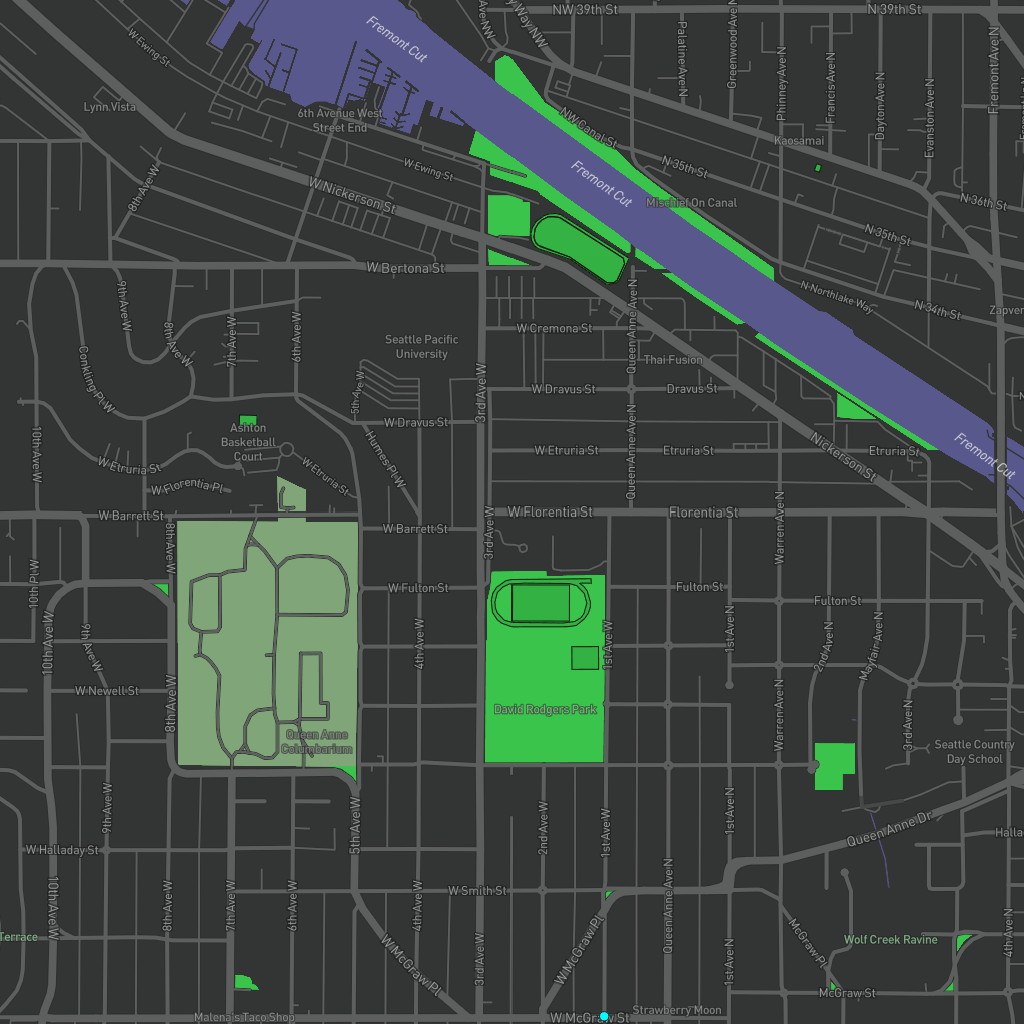 Fremont Cut
Ave NW
y Way NW
NW 39th St
N 39th St
W Ewing St
Palatine Ave N
Greenwood Ave N
Phinney Ave N
Francis Ave N
Dayton Ave N
Evanston Ave N
Fremont Ave N
Lynn Vista
6th Avenue West
Street End
NW Canal St
Kaosamai
8th Ave W
W Ewing St
N 35th St
Fremont Cut
W Nickerson St
Mischief On Canal
N 36th St
N 35th St
W Bertona St
9th Ave W
N Northlake Way
N 34th St
Zapver
8th Ave W
7th Ave W
6th Ave W
Queen Anne Ave N
W Cremona St
Seattle Pacific
University
Thai Fusion
Conkling Pl W
5th Ave W
3rd Ave W
W Dravus St
Dravus St
W Dravus St
Ashton
Basketball
Court
10th Ave W
Humes Pl W
Queen Anne Ave N
Nickerson St
Fremont Cut
W Etruria St
Etruria St
Etruria St
W Etruria St
W Etruria St
W Florentia Pl
W Barrett St
8th Ave W
W Barrett St
3rd Ave W
W Florentia St
Florentia St
Warren Ave N
10th Pl W
W Fulton St
Fulton St
Fulton St
10th Ave W
9th Ave W
4th Ave W
1st Ave W
1st Ave N
2nd Ave N
Mayfair Ave N
W Newell St
8th Ave W
David Rodgers Park
Warren Ave N
3rd Ave N
Queen Anne
Columbarium
Seattle Country
Day School
9th Ave W
5th Ave W
2nd Ave W
1st Ave W
1st Ave N
Queen Anne Dr
Halla
W Halladay St
10th Ave W
8th Ave W
7th Ave W
6th Ave W
4th Ave W
W Smith St
Queen Anne Ave N
Terrace
W McGraw Pl
3rd Ave W
W McGraw Pl
1st Ave N
McGraw Pl
Wolf Creek Ravine
4th Ave N
McGraw St
Malena's Taco Shop
W McGraw St
Strawberry Moon